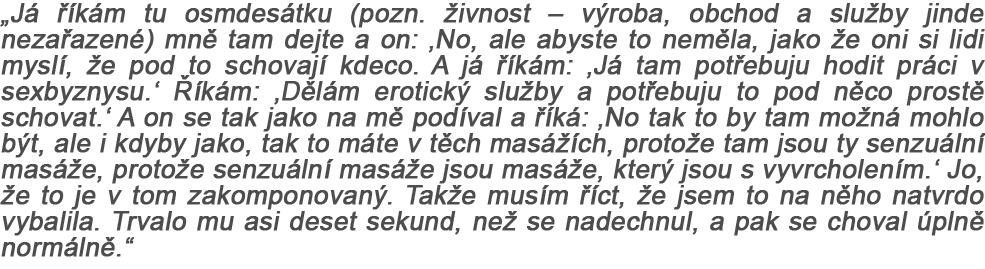 „Já říkám tu osmdesátku (pozn. živnost – výroba, obchod a služby jinde
nezařazené) mně tam dejte a on: ‚No, ale abyste to neměla, jako že oni si lidi
myslí, že pod to schovají kdeco. A já říkám: ‚Já tam potřebuju hodit práci v
sexbyznysu.‘ Říkám: ‚Dělám erotický služby a potřebuju to pod něco prostě
schovat.‘ A on se tak jako na mě podíval a říká: ‚No tak to by tam možná mohlo
být, ale i kdyby jako, tak to máte v těch masážích, protože tam jsou ty senzuální
masáže, protože senzuální masáže jsou masáže, který jsou s vyvrcholením.‘ Jo,
že to je v tom zakomponovaný. Takže musím říct, že jsem to na něho natvrdo
vybalila. Trvalo mu asi deset sekund, než se nadechnul, a pak se choval úplně
normálně.“